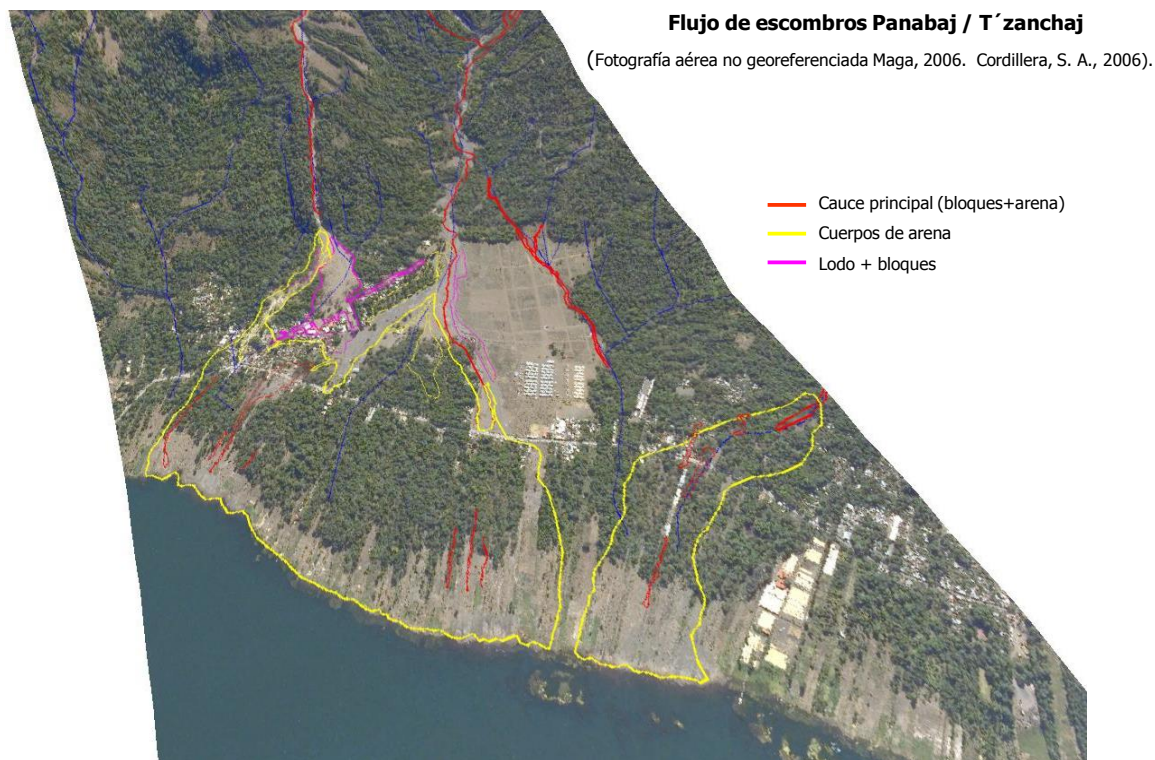 Flujo de escombros Panabaj / T´zanchaj
(Fotografía aérea no georeferenciada Maga, 2006. Cordillera, S. A., 2006).
Cauce principal (bloques+arena)
Cuerpos de arena
Lodo + bloques